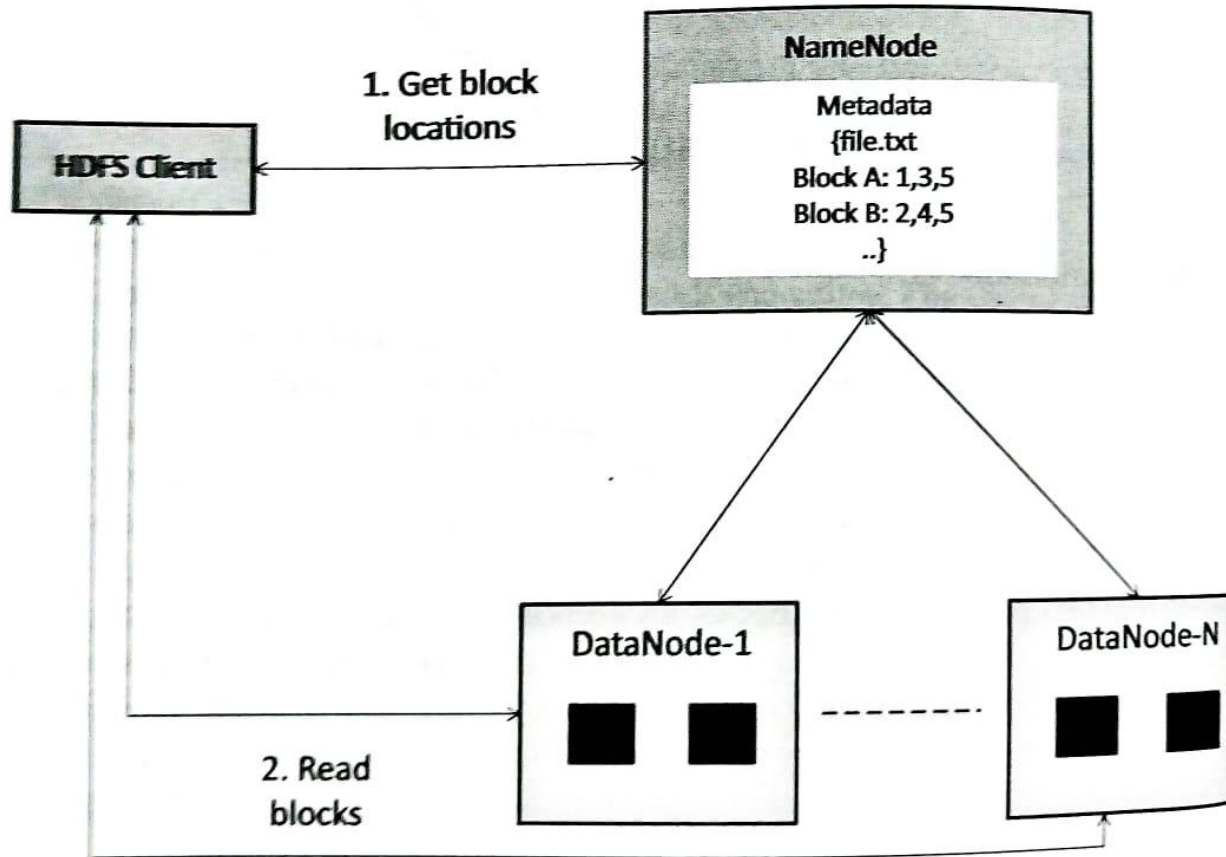 NameNode
1. Get block
locations
Metadata
{file.txt
Block A: 1,3,5
Block B: 2,4,5
..}
HDFS Client
DataNode-1
DataNode-N
2. Read
blocks